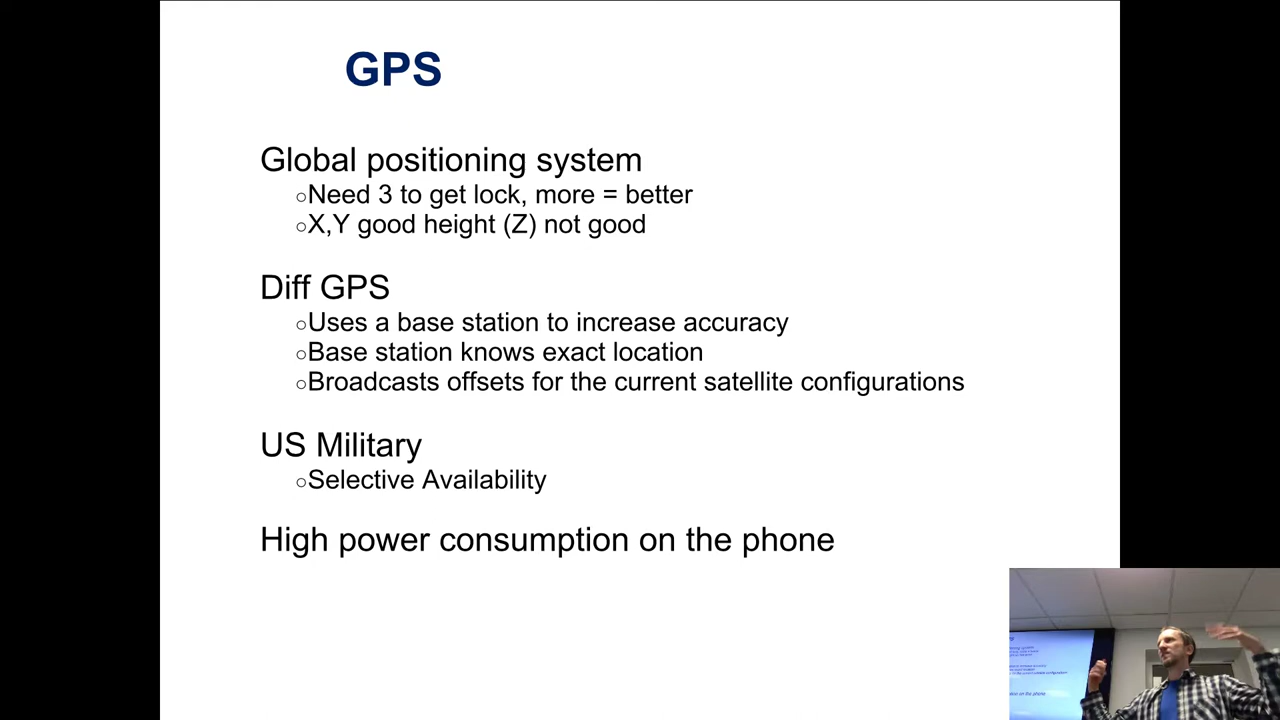 GPS
Global positioning system
○Need 3 to get lock, more = better
○X,Y good height (Z) not good
Diff GPS
○Uses a base station to increase accuracy
○Base station knows exact location
○Broadcasts offsets for the current satellite configurations
US Military
○Selective Availability
High power consumption on the phone